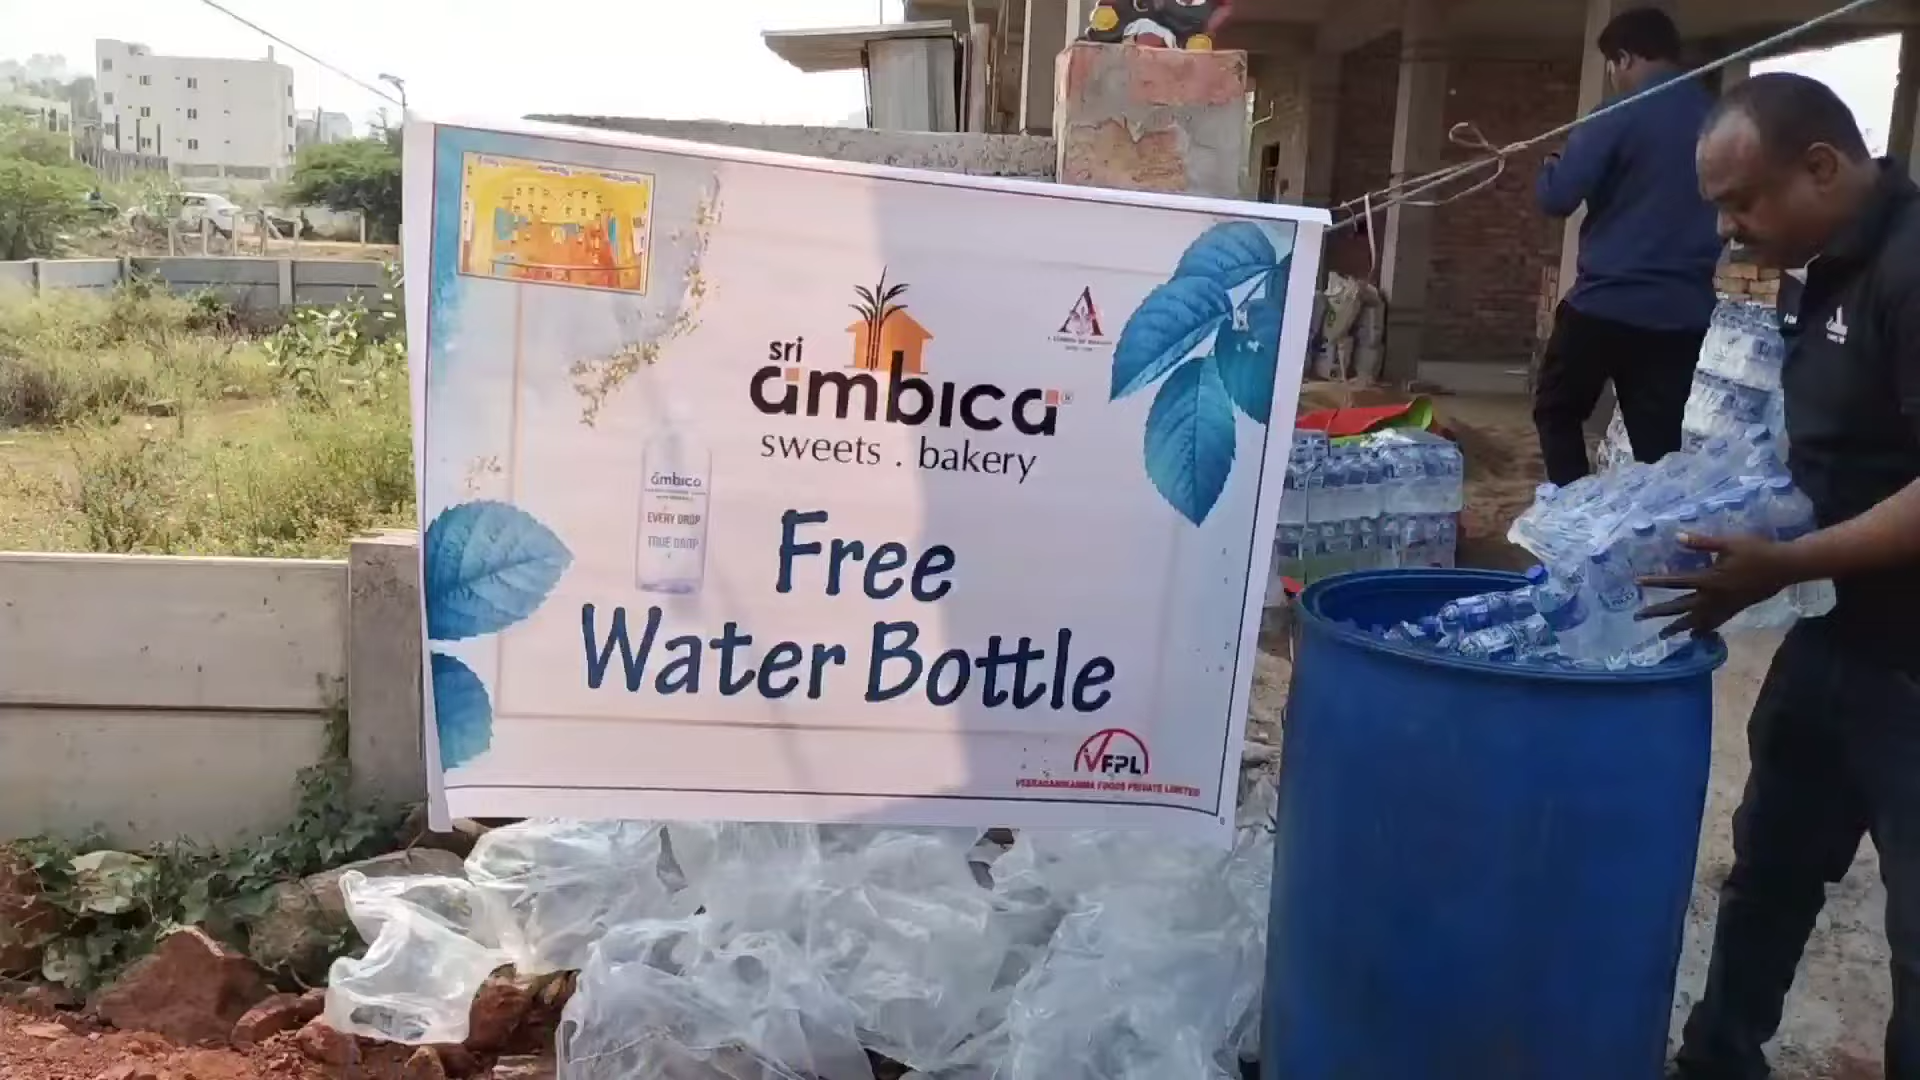 sri
ambica
sweets . bakery
ambica
EVERY DROP
TRUE DROP
Free
Water Bottle
VFPL